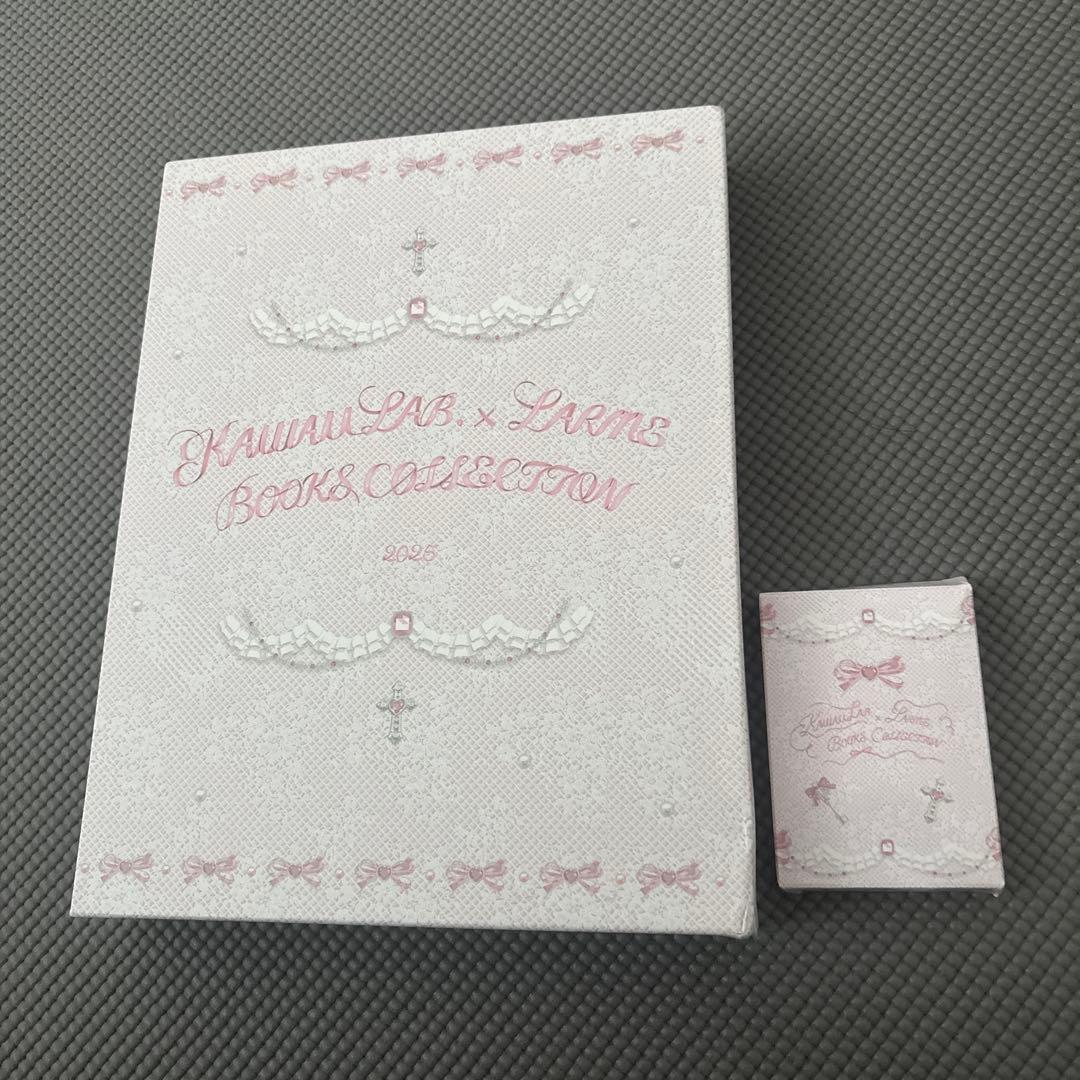 KAWAII LAB. × LARME
BOOKS COLLECTION
2025
KAWAII LAB. × LARME
BOOKS COLLECTION